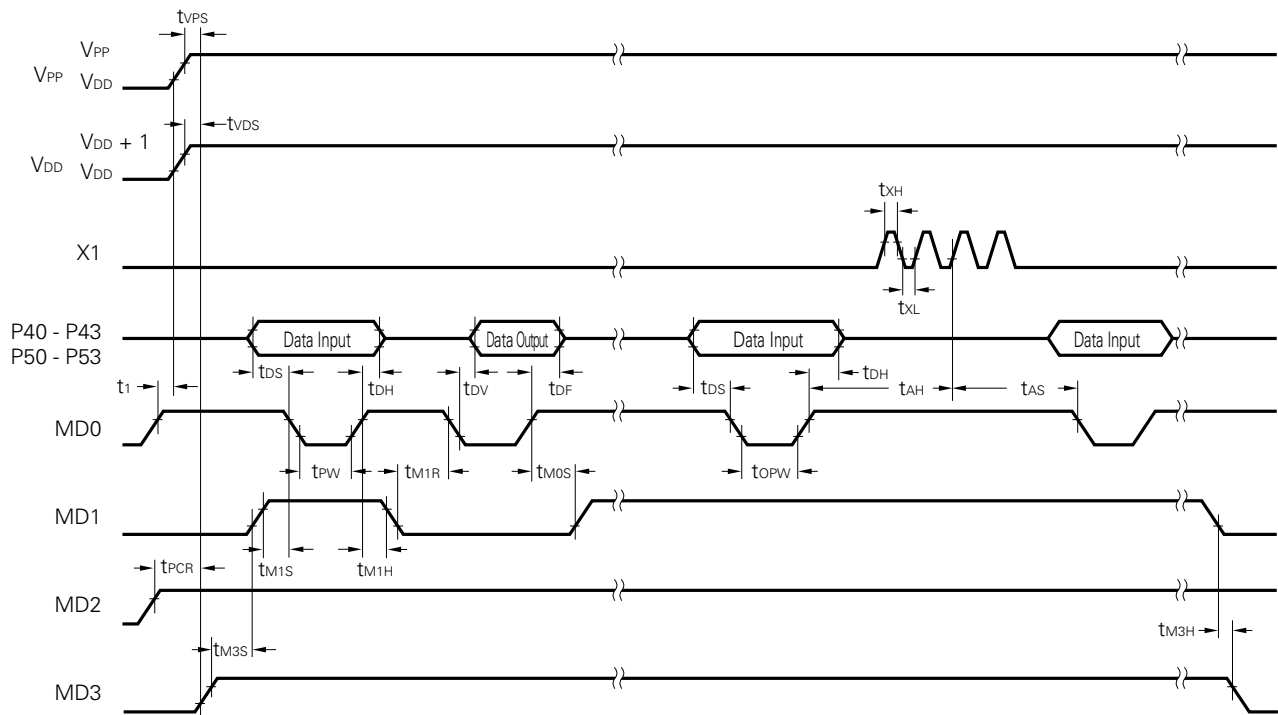 tVPS
VPP
VPP VDD
tVDS
VDD + 1
VDD VDD
tXH
X1
tXL
P40 - P43
P50 - P53
Data Input
Data Output
Data Input
Data Input
t1
tDS
tDH
tDV
tDF
tDS
tDH
tAH
tAS
MD0
tPW
tM1R
tM0S
tOPW
MD1
tPCR
tM1S
tM1H
MD2
tM3S
tM3H
MD3